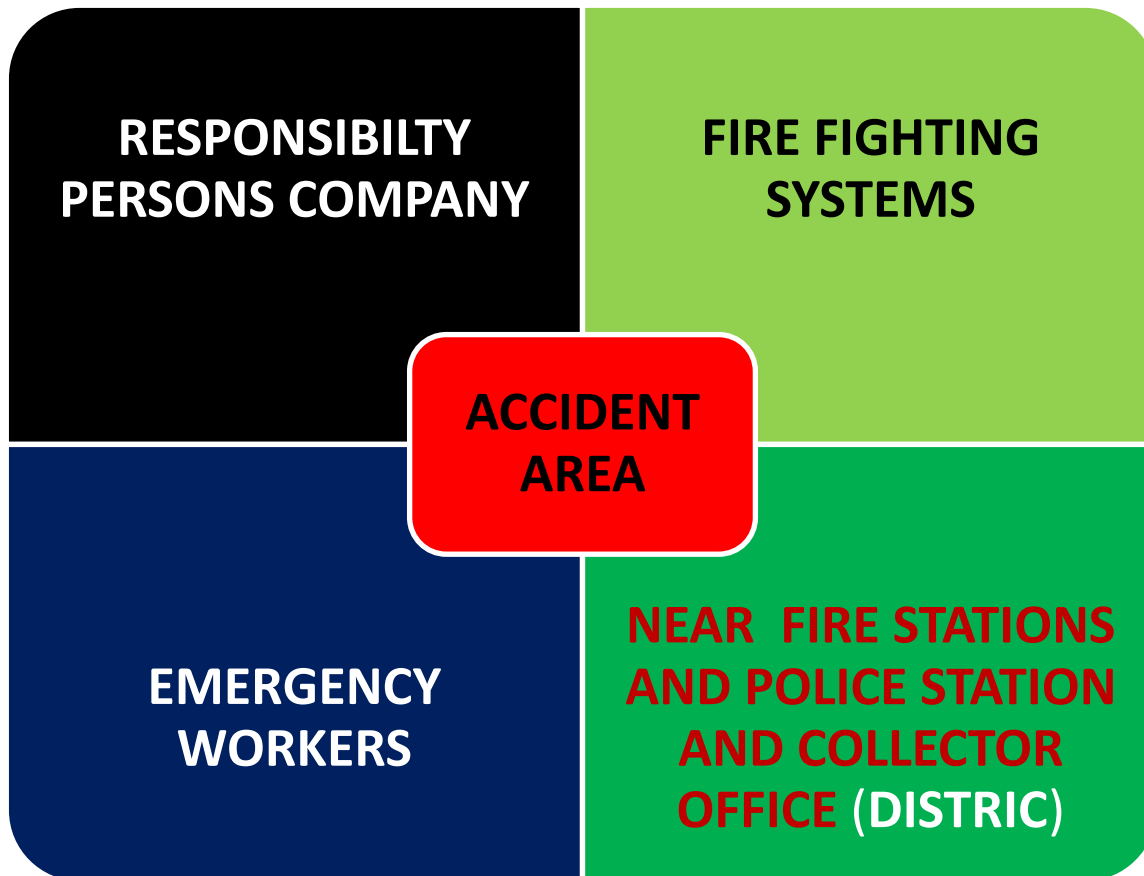 RESPONSIBILTY
PERSONS COMPANY
FIRE FIGHTING
SYSTEMS
ACCIDENT
AREA
EMERGENCY
WORKERS
NEAR  FIRE STATIONS
AND POLICE STATION
AND COLLECTOR
OFFICE (DISTRIC)